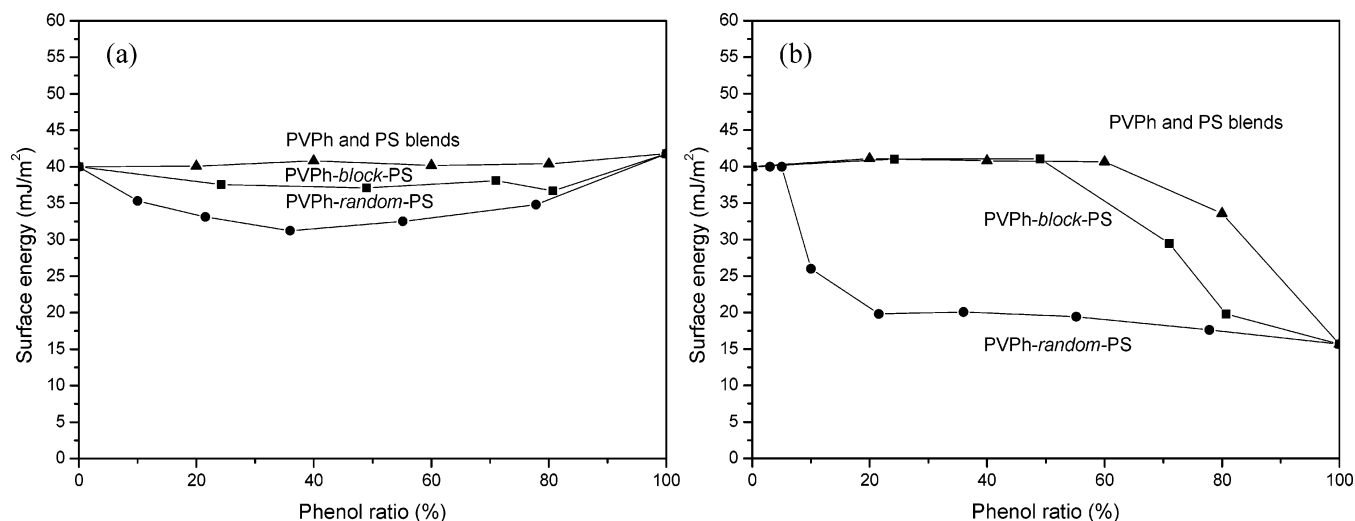 (a)
60
55
50
45
40
35
30
25
20
15
10
5
0
Surface energy (mJ/m²)
PVPh and PS blends
PVPh-block-PS
PVPh-random-PS
0 20 40 60 80 100
Phenol ratio (%)
(b)
60
55
50
45
40
35
30
25
20
15
10
5
0
Surface energy (mJ/m²)
PVPh and PS blends
PVPh-block-PS
PVPh-random-PS
0 20 40 60 80 100
Phenol ratio (%)